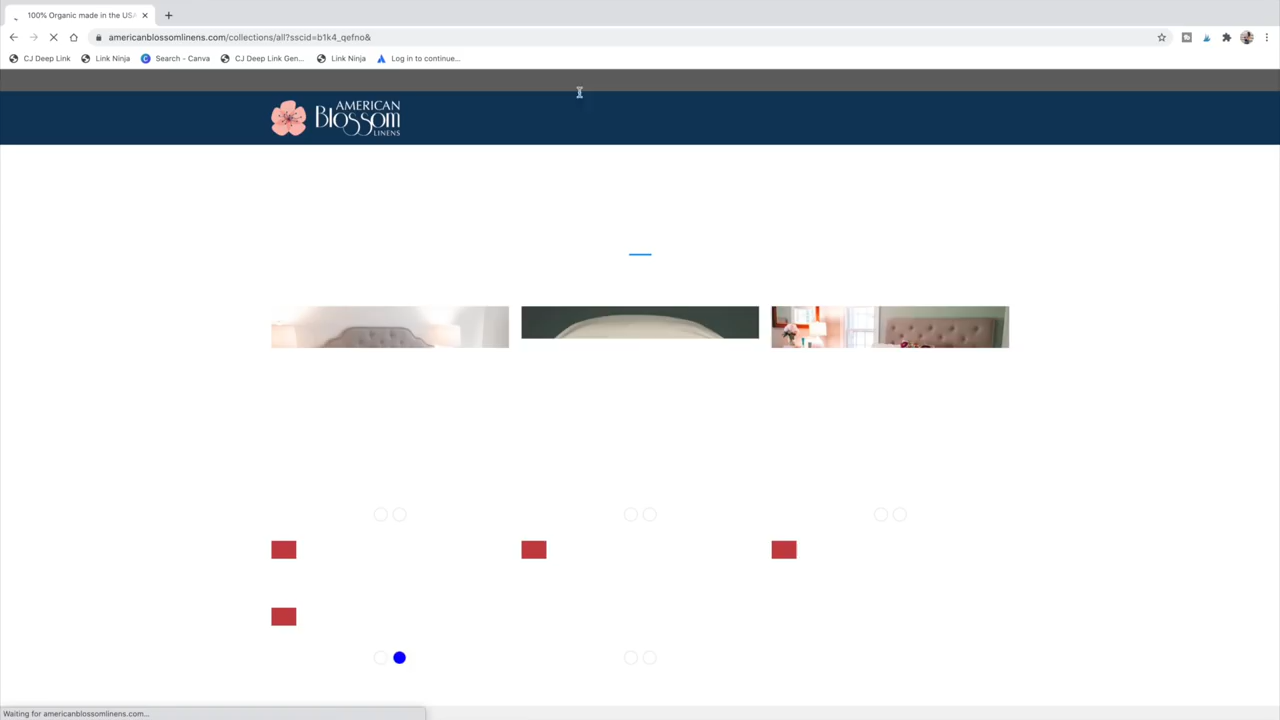 100% Organic made in the USA
americanblossomlinens.com/collections/all?sscid=b1k4_qefno&
CJ Deep Link
Link Ninja
Search - Canva
CJ Deep Link Gen...
Link Ninja
Log in to continue...
AMERICAN
Blossom
LINENS
Waiting for americanblossomlinens.com...